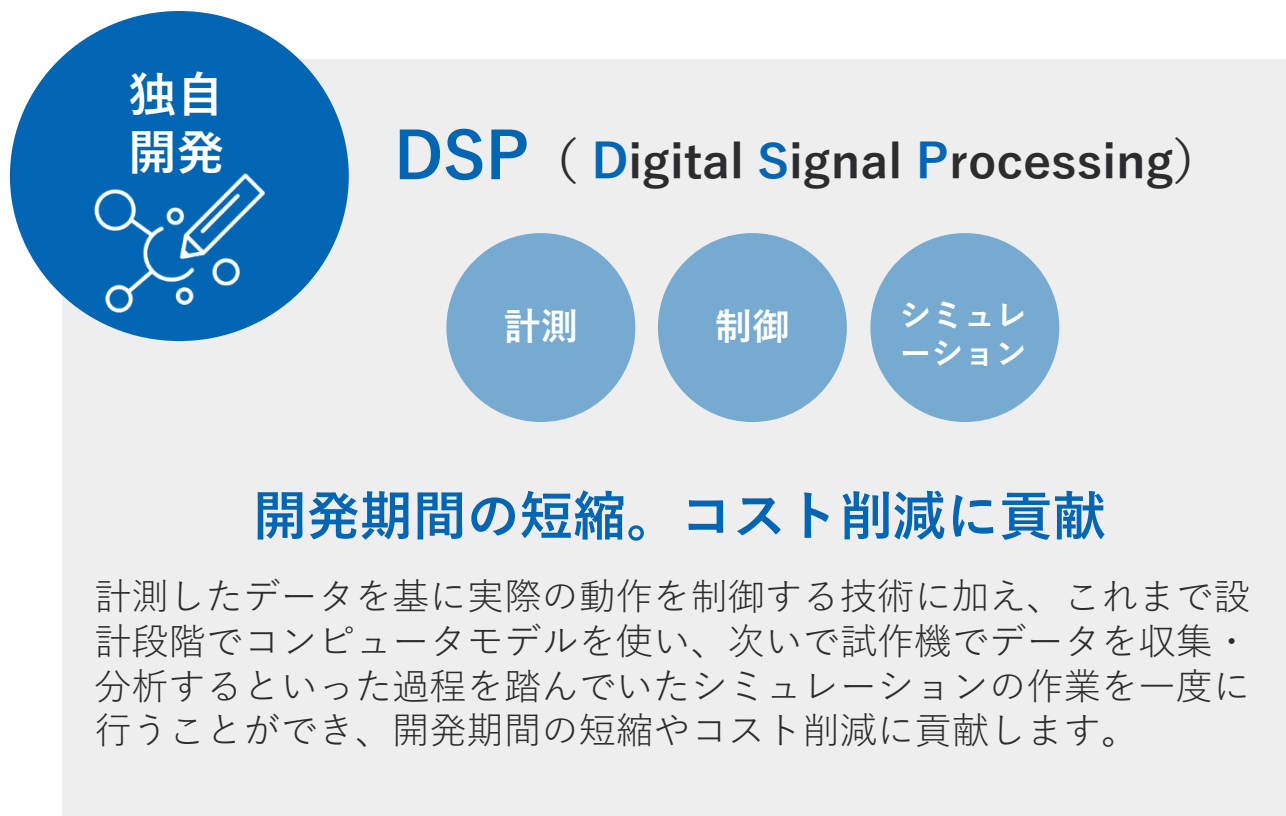 独自
開発
DSP（ Digital Signal Processing）
計測
制御
シミュレ
ーション
開発期間の短縮。コスト削減に貢献
計測したデータを基に実際の動作を制御する技術に加え、これまで設
計段階でコンピュータモデルを使い、次いで試作機でデータを収集・
分析するといった過程を踏んでいたシミュレーションの作業を一度に
行うことができ、開発期間の短縮やコスト削減に貢献します。